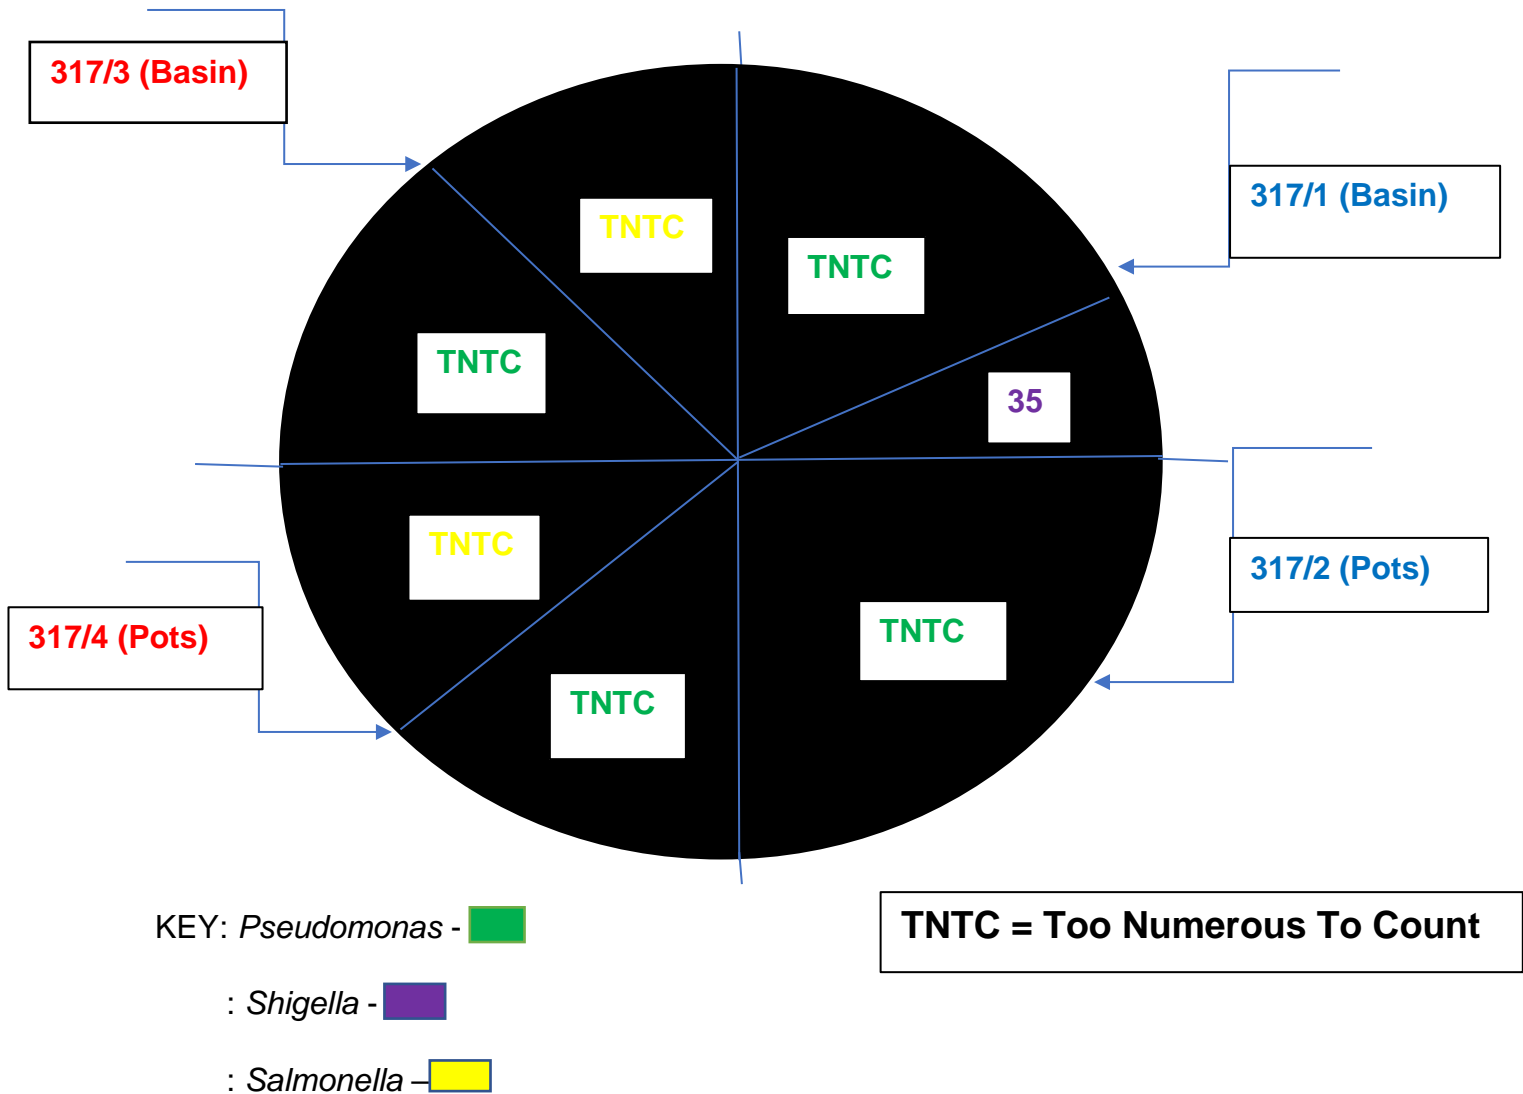 317/3 (Basin)
317/1 (Basin)
TNTC
TNTC
TNTC
35
TNTC
317/2 (Pots)
317/4 (Pots)
TNTC
TNTC
KEY: Pseudomonas -
: Shigella -
: Salmonella –
TNTC = Too Numerous To Count